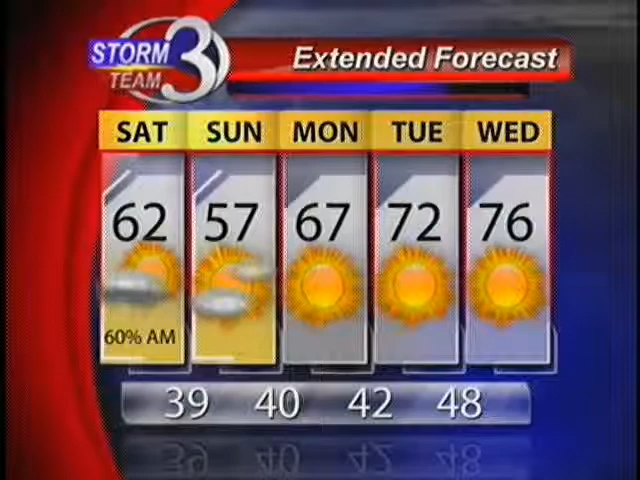 STORM 3
TEAM
Extended Forecast
SAT SUN MON TUE WED
62 57 67 72 76
60% AM
39 40 42 48